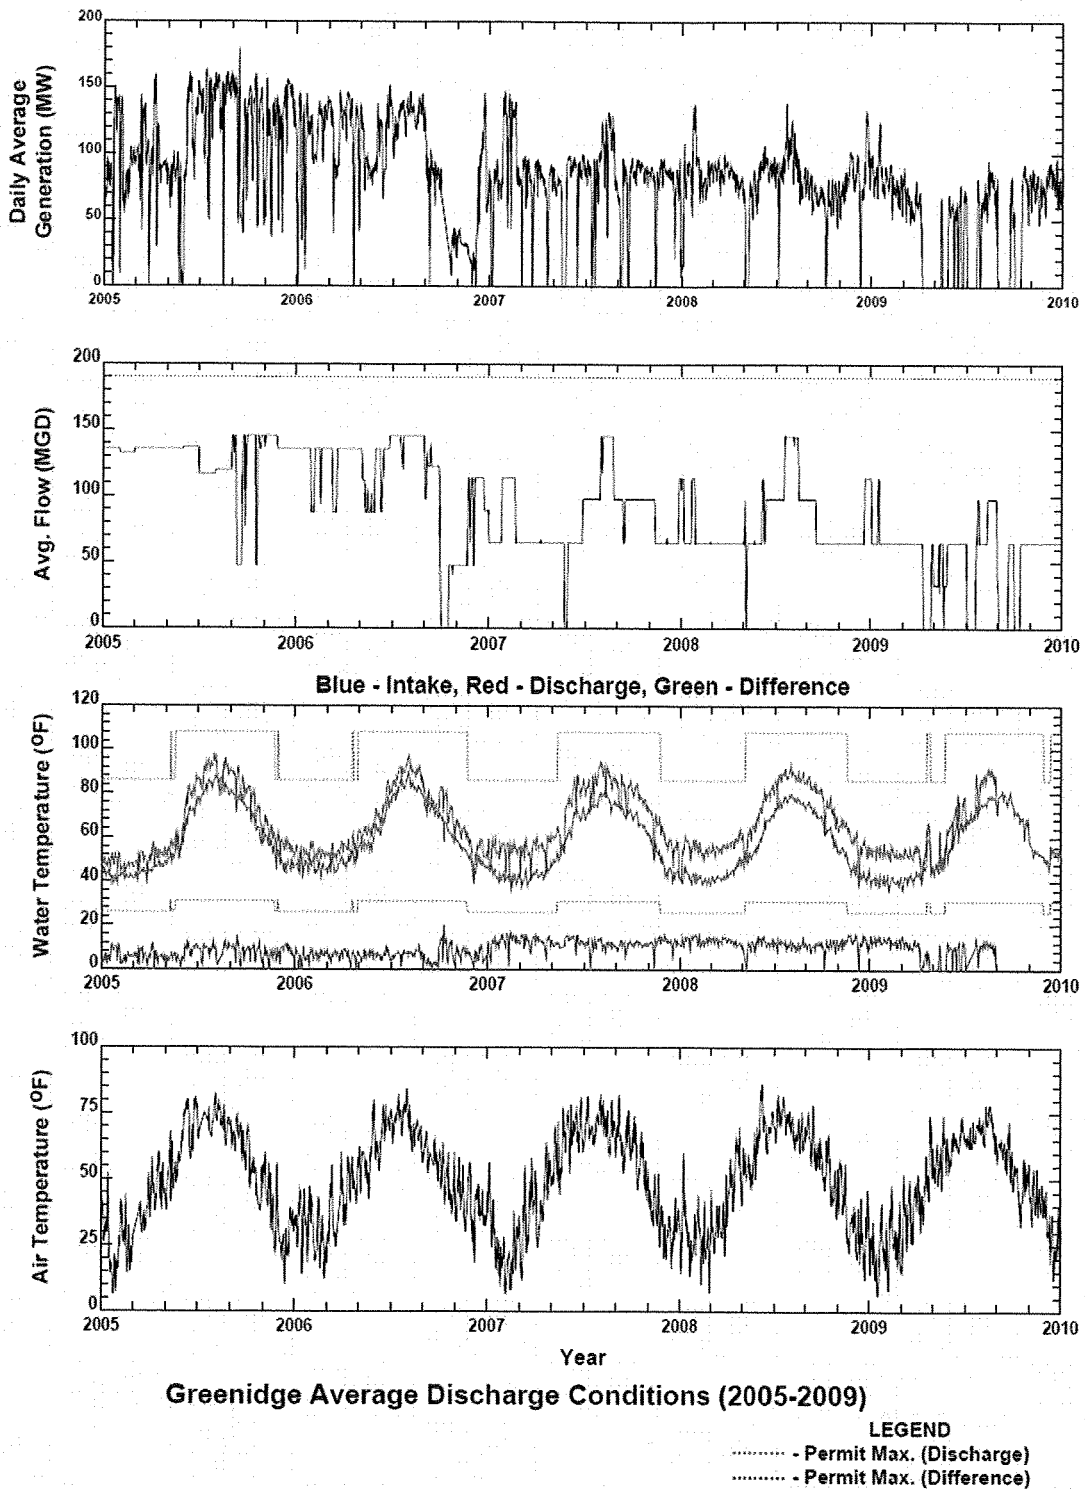 200
150
100
50
0
Daily Average
Generation (MW)
2005 2006 2007 2008 2009 2010
200
150
100
50
0
Avg. Flow (MGD)
2005 2006 2007 2008 2009 2010
Blue - Intake, Red - Discharge, Green - Difference
120
100
80
60
40
20
0
Water Temperature (ºF)
2005 2006 2007 2008 2009 2010
100
75
50
25
0
Air Temperature (ºF)
2005 2006 2007 2008 2009 2010
Year
Greenidge Average Discharge Conditions (2005-2009)
LEGEND
- Permit Max. (Discharge)
- Permit Max. (Difference)